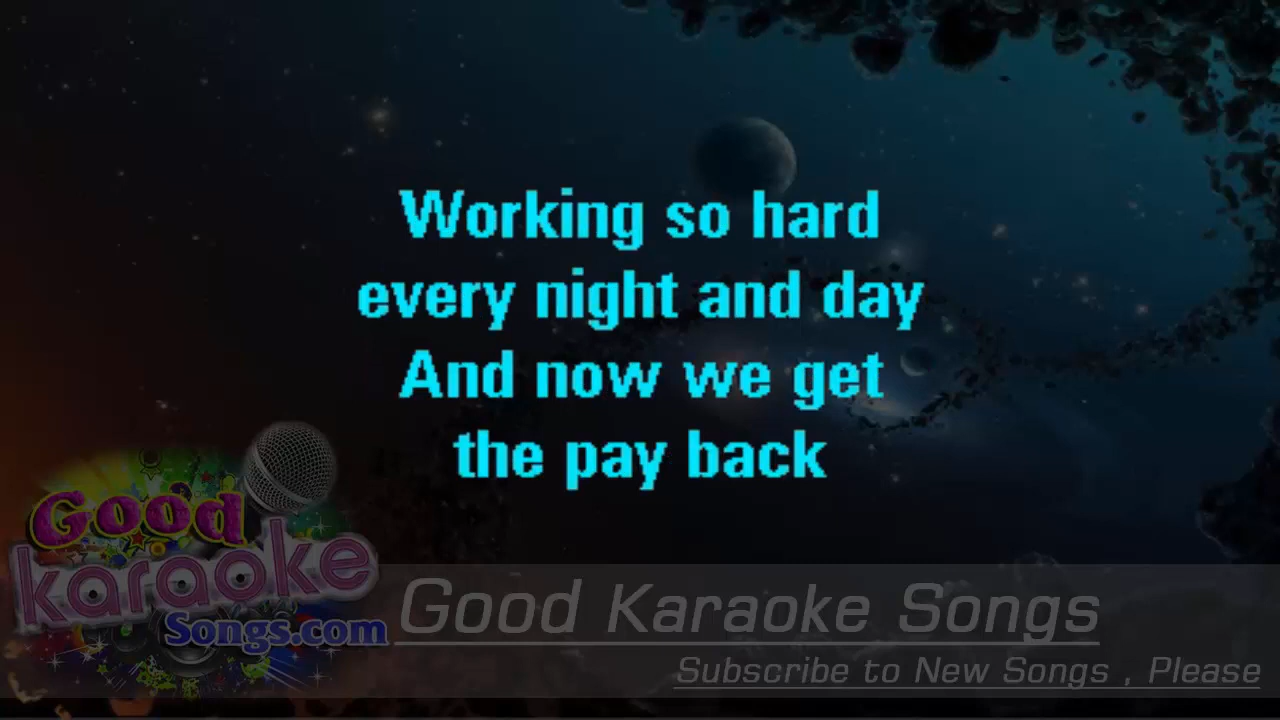 Working so hard
every night and day
And now we get
the pay back
Good
karaoke
Songs.com
Good Karaoke Songs
Subscribe to New Songs , Please